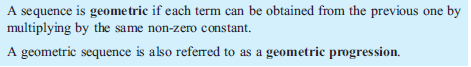 A sequence is geometric if each term can be obtained from the previous one by
multiplying by the same non-zero constant.
A geometric sequence is also referred to as a geometric progression.